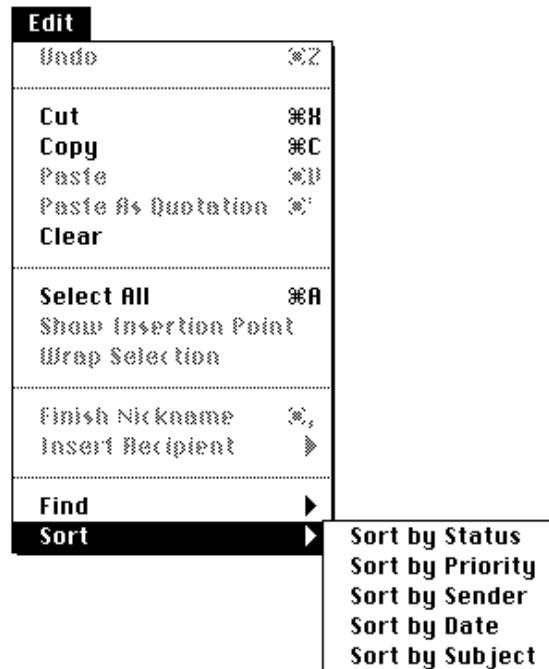 Edit
Undo ⌘Z
Cut ⌘X
Copy ⌘C
Paste ⌘V
Paste As Quotation ⌘'
Clear
Select All ⌘A
Show Insertion Point
Wrap Selection
Finish Nickname ⌘,
Insert Recipient
Find
Sort
Sort by Status
Sort by Priority
Sort by Sender
Sort by Date
Sort by Subject